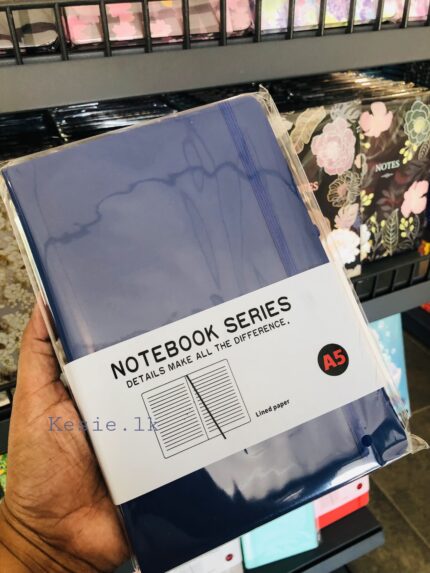 NOTES
NOTEBOOK SERIES
DETAILS MAKE ALL THE DIFFERENCE.
A5
Lined paper
Kesie.lk